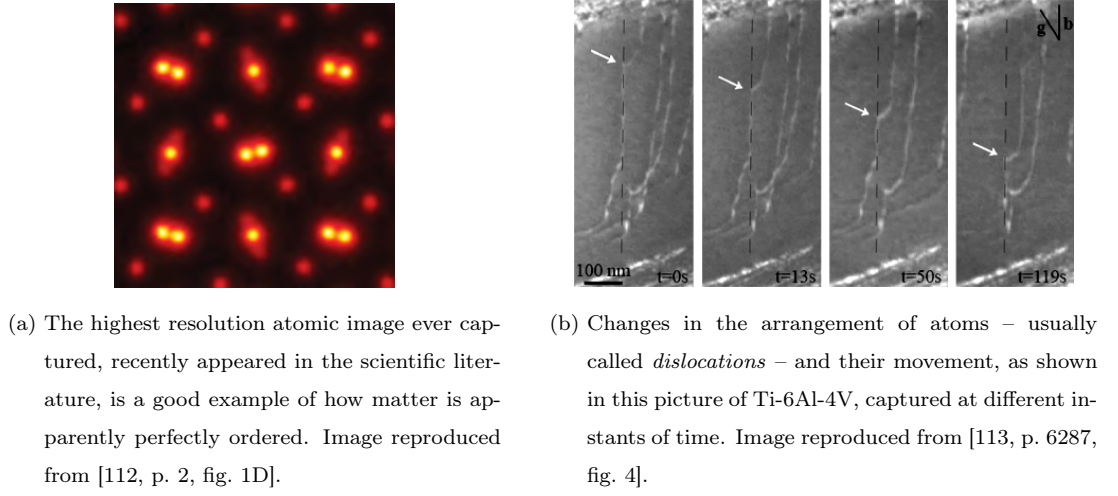 g b
100 nm
t=0s
t=13s
t=50s
t=119s
(a) The highest resolution atomic image ever cap-
tured, recently appeared in the scientific liter-
ature, is a good example of how matter is ap-
parently perfectly ordered. Image reproduced
from [112, p. 2, fig. 1D].
(b) Changes in the arrangement of atoms – usually
called dislocations – and their movement, as shown
in this picture of Ti-6Al-4V, captured at different in-
stants of time. Image reproduced from [113, p. 6287,
fig. 4].